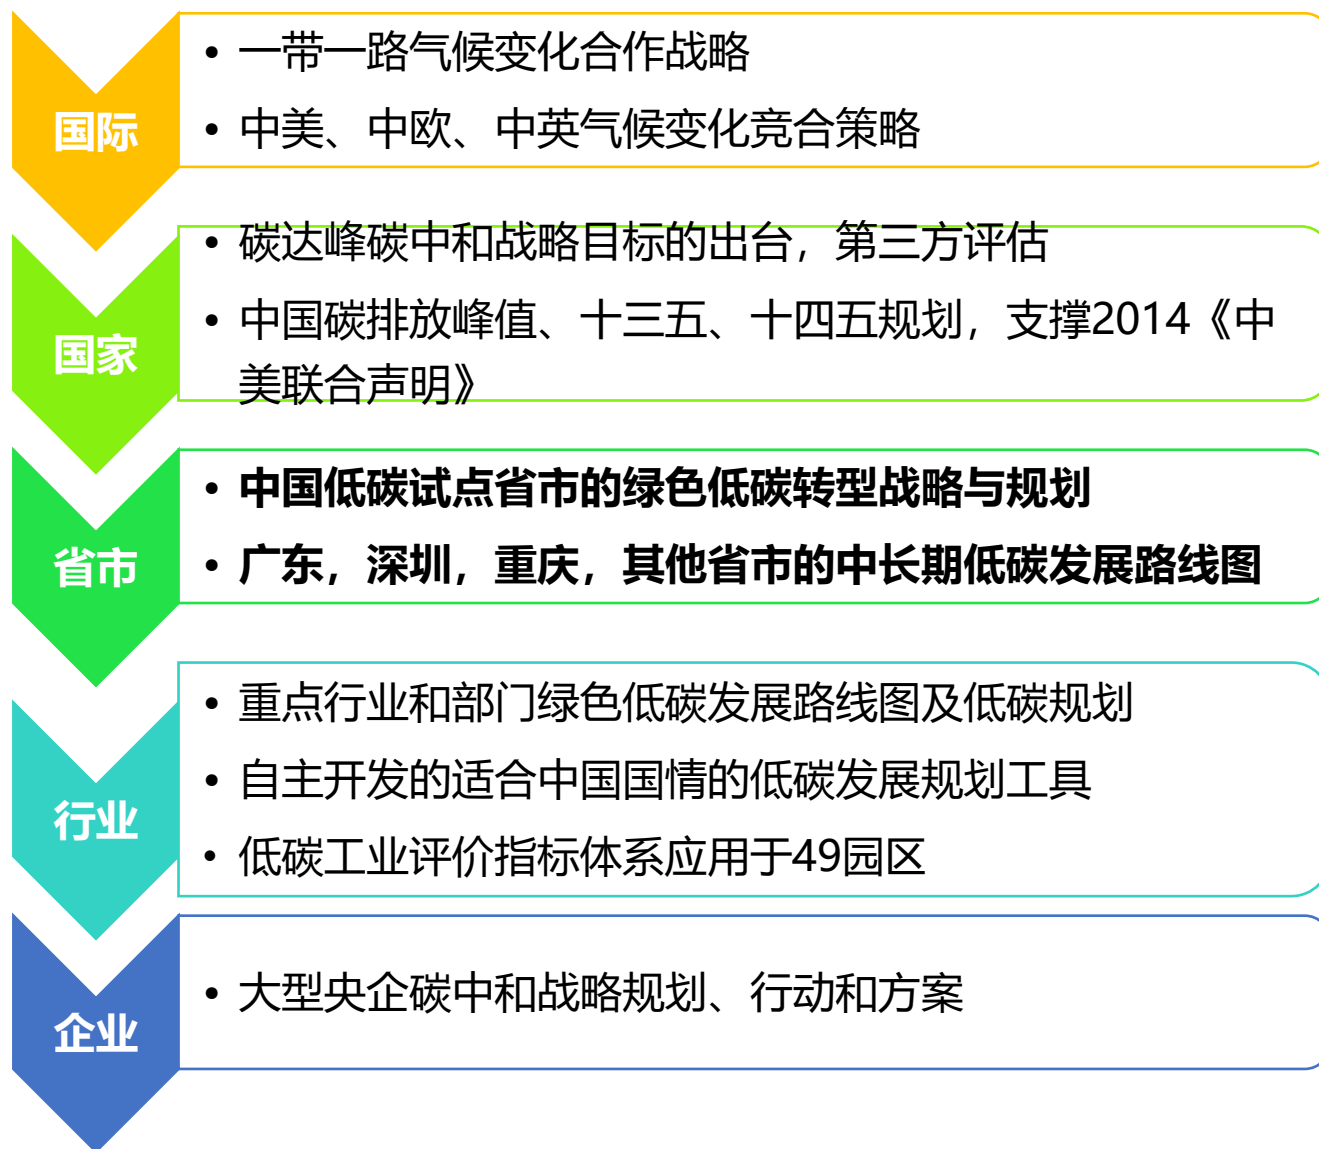 国际
• 一带一路气候变化合作战略
• 中美、中欧、中英气候变化竞合策略
国家
• 碳达峰碳中和战略目标的出台，第三方评估
• 中国碳排放峰值、十三五、十四五规划，支撑2014《中
美联合声明》
省市
• 中国低碳试点省市的绿色低碳转型战略与规划
• 广东，深圳，重庆，其他省市的中长期低碳发展路线图
行业
• 重点行业和部门绿色低碳发展路线图及低碳规划
• 自主开发的适合中国国情的低碳发展规划工具
• 低碳工业评价指标体系应用于49园区
企业
• 大型央企碳中和战略规划、行动和方案